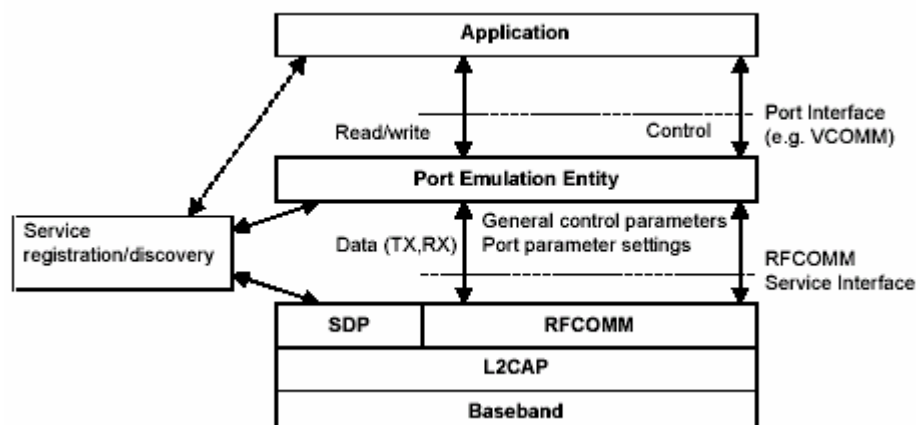 Application
Read/write
Control
Port Interface
(e.g. VCOMM)
Port Emulation Entity
Service
registration/discovery
Data (TX,RX)
General control parameters
Port parameter settings
RFCOMM
Service Interface
SDP
RFCOMM
L2CAP
Baseband